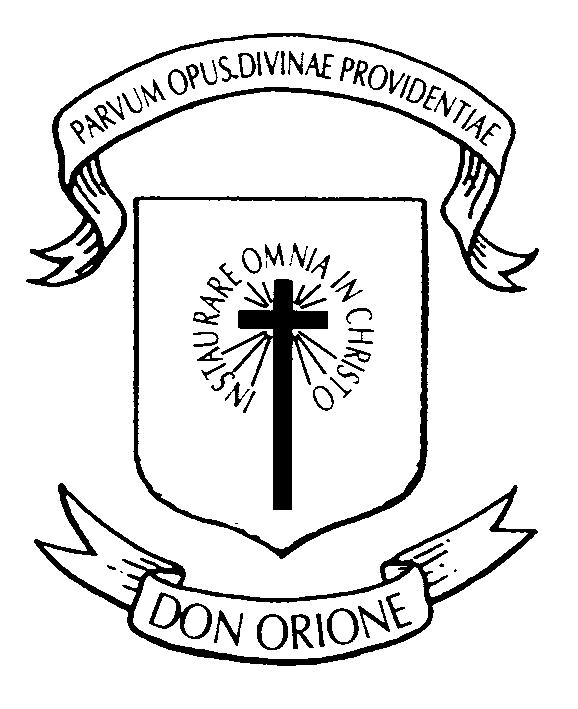 PARVUM OPUS.DIVINAE PROVIDENTIAE
INSTAURARE OMNIA IN CHRISTO
DON ORIONE